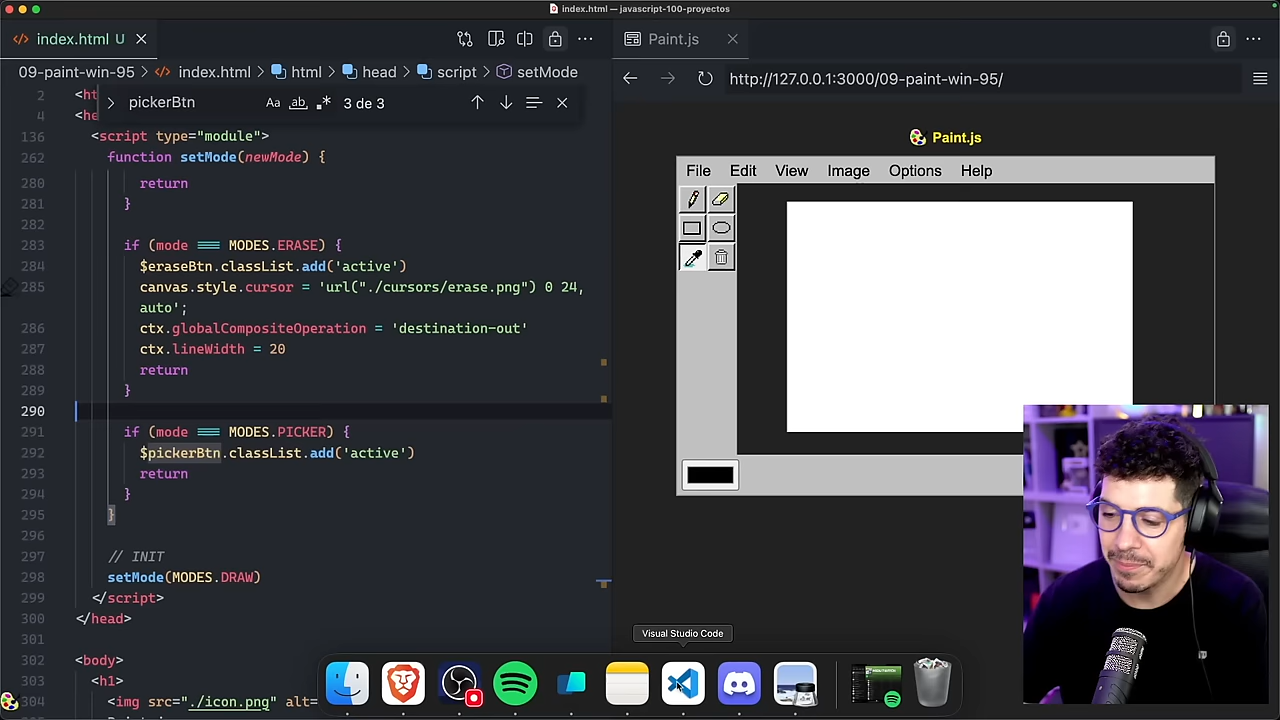 index.html — javascript-100-proyectos
index.html U
Paint.js
09-paint-win-95 > index.html > html > head > script > setMode
http://127.0.0.1:3000/09-paint-win-95/
pickerBtn
Aa ab .* 3 de 3
2 <ht
4 <he
136 <script type="module">
262 function setMode(newMode) {
280 return
281 }
282
283 if (mode === MODES.ERASE) {
284 $eraseBtn.classList.add('active')
285 canvas.style.cursor = 'url("./cursors/erase.png") 0 24,
auto';
286 ctx.globalCompositeOperation = 'destination-out'
287 ctx.lineWidth = 20
288 return
289 }
290
291 if (mode === MODES.PICKER) {
292 $pickerBtn.classList.add('active')
293 return
294 }
295 }
296
297 // INIT
298 setMode(MODES.DRAW)
299 </script>
300 </head>
301
302 <body>
303 <h1>
304 <img src="./icon.png" alt=
Paint.js
File Edit View Image Options Help
Visual Studio Code